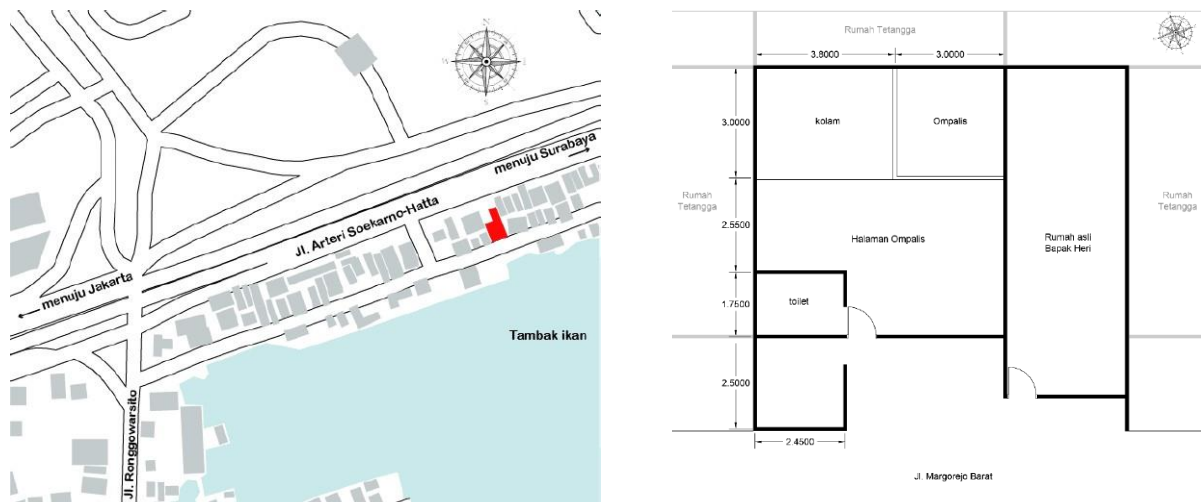 N
menuju Surabaya
Jl. Arteri Soekarno-Hatta
menuju Jakarta
Tambak ikan
Jl. Ronggowarsito
Rumah Tetangga
3.8000
3.0000
3.0000
kolam
Ompalis
Rumah
Tetangga
Rumah
Tetangga
2.5500
Halaman Ompalis
Rumah asli
Bapak Heri
1.7500
toilet
2.5000
2.4500
Jl. Margorejo Barat